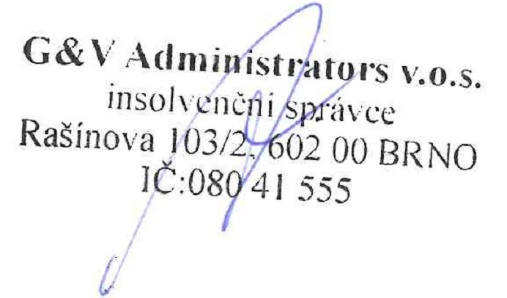 G&V Administrators v.o.s.
insolvenční správce
Rašínova 103/2, 602 00 BRNO
IČ:080 41 555